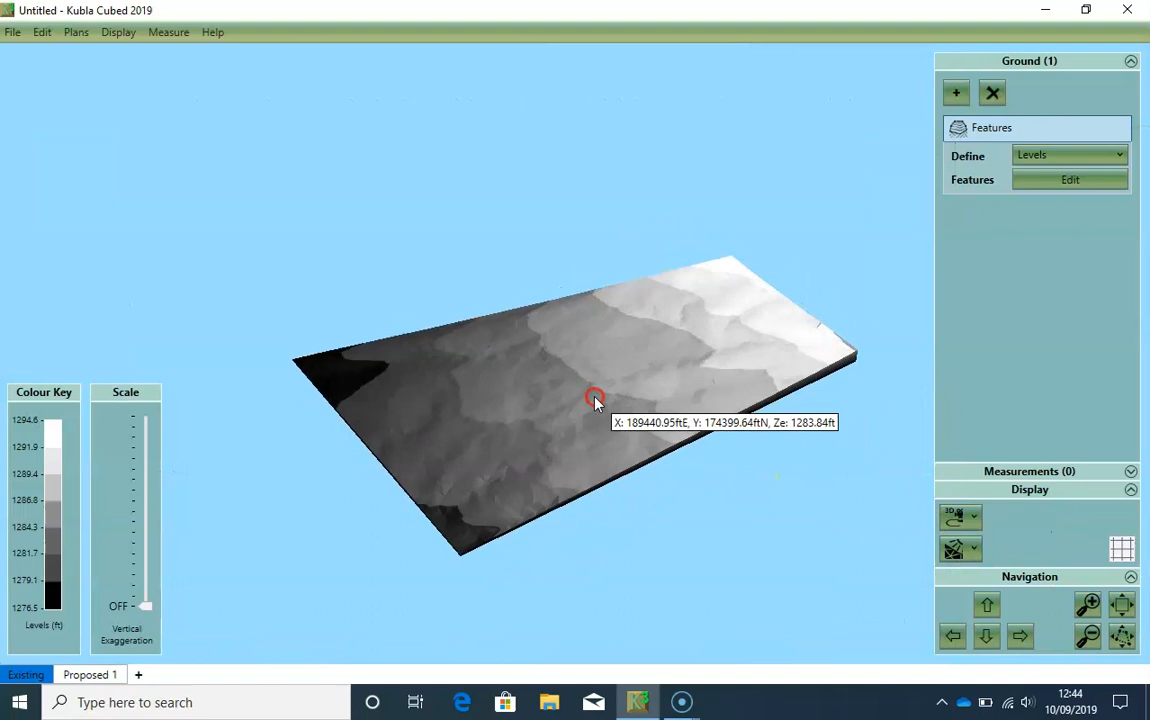 Untitled - Kubla Cubed 2019
File Edit Plans Display Measure Help
Ground (1)
Features
Define Levels
Features Edit
X: 189440.95ftE, Y: 174399.64ftN, Ze: 1283.84ft
Colour Key
1294.6
1291.9
1289.4
1286.8
1284.3
1281.7
1279.1
1276.5
Levels (ft)
Scale
OFF
Vertical
Exaggeration
Measurements (0)
Display
3D
Navigation
Existing Proposed 1 +
Type here to search
12:44
10/09/2019